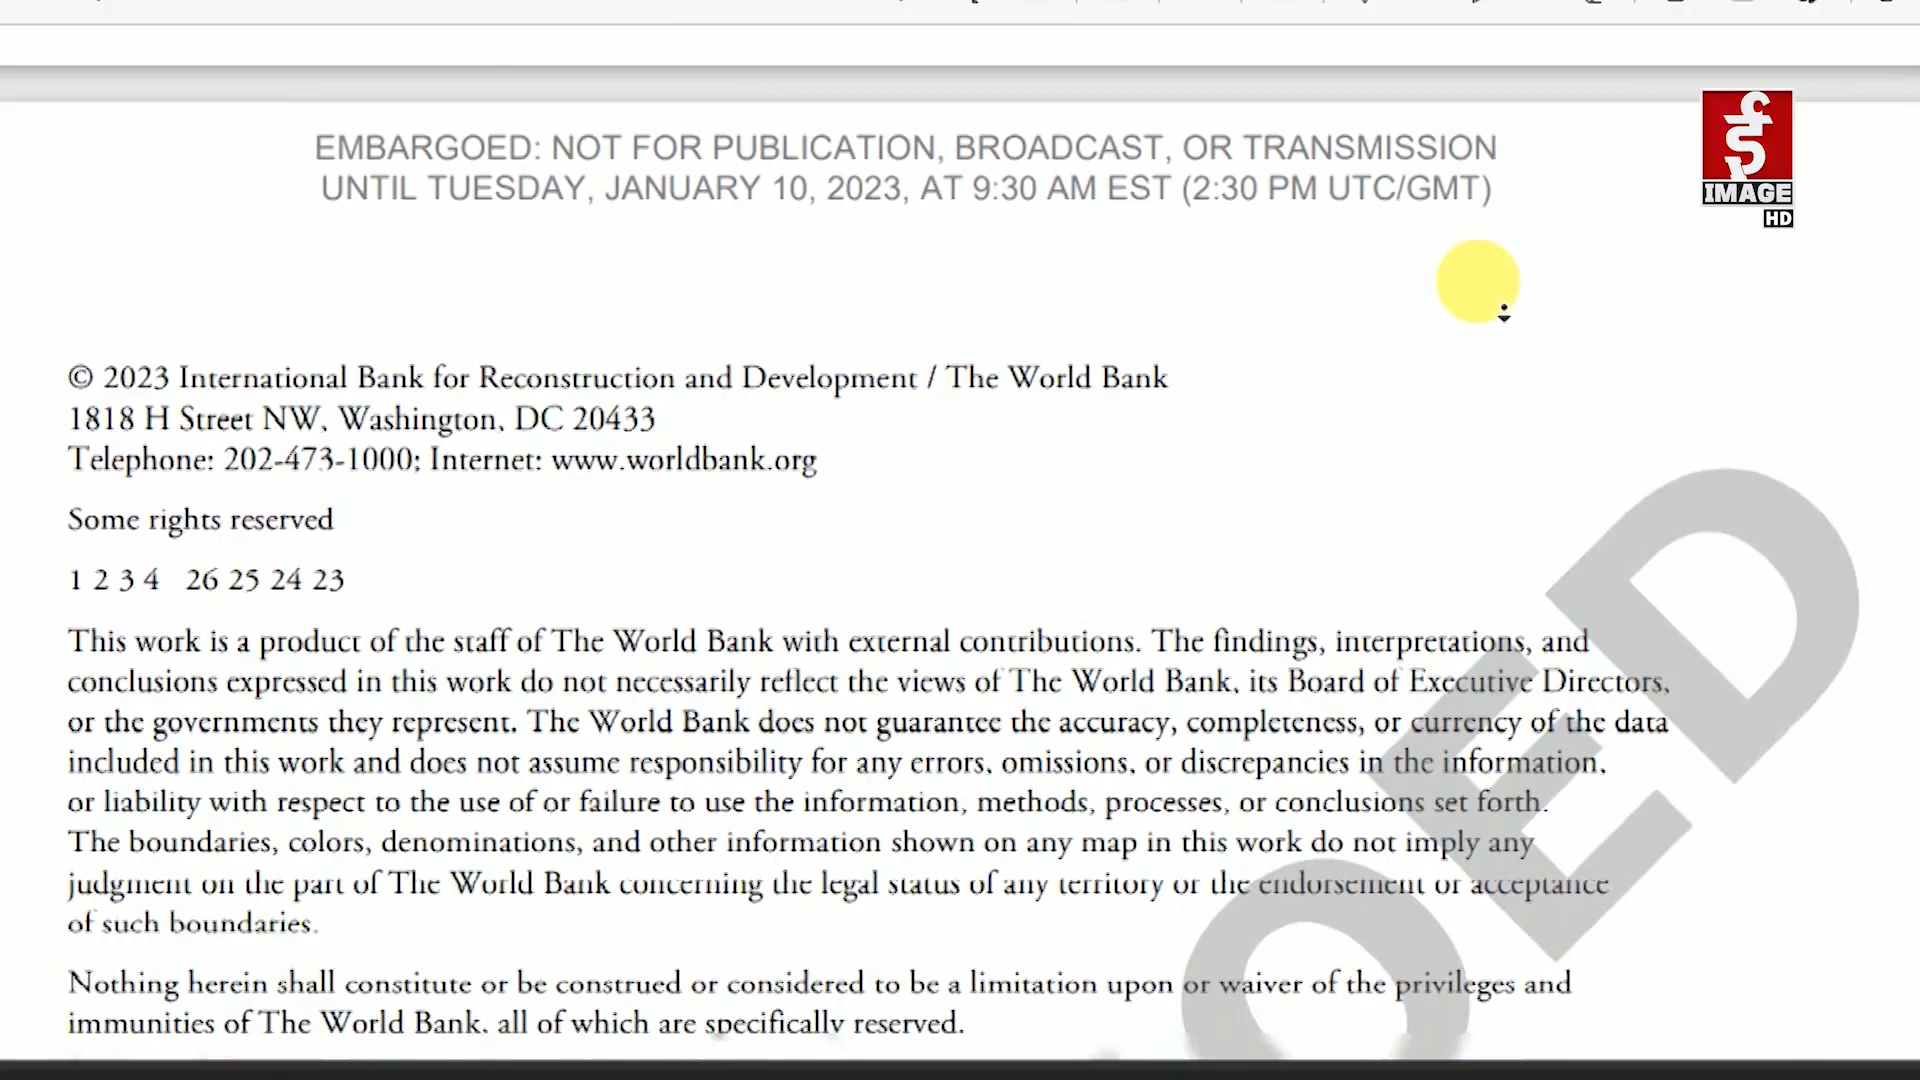 EMBARGOED: NOT FOR PUBLICATION, BROADCAST, OR TRANSMISSION
UNTIL TUESDAY, JANUARY 10, 2023, AT 9:30 AM EST (2:30 PM UTC/GMT)
IMAGE
HD
© 2023 International Bank for Reconstruction and Development / The World Bank
1818 H Street NW, Washington, DC 20433
Telephone: 202-473-1000; Internet: www.worldbank.org
Some rights reserved
1 2 3 4 26 25 24 23
This work is a product of the staff of The World Bank with external contributions. The findings, interpretations, and
conclusions expressed in this work do not necessarily reflect the views of The World Bank, its Board of Executive Directors,
or the governments they represent. The World Bank does not guarantee the accuracy, completeness, or currency of the data
included in this work and does not assume responsibility for any errors, omissions, or discrepancies in the information,
or liability with respect to the use of or failure to use the information, methods, processes, or conclusions set forth.
The boundaries, colors, denominations, and other information shown on any map in this work do not imply any
judgment on the part of The World Bank concerning the legal status of any territory or the endorsement or acceptance
of such boundaries.
Nothing herein shall constitute or be construed or considered to be a limitation upon or waiver of the privileges and
immunities of The World Bank, all of which are specifically reserved.
OED